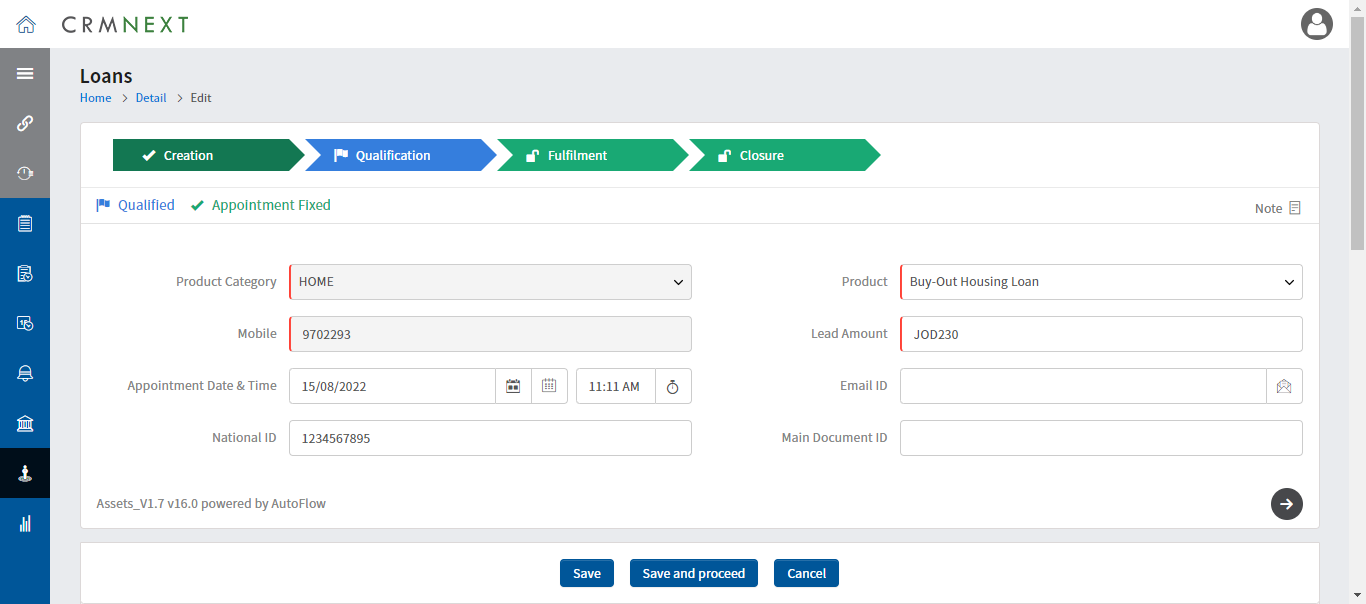 CRMNEXT
Loans
Home > Detail > Edit
Creation Qualification Fulfilment Closure
Qualified Appointment Fixed Note
Product Category HOME Product Buy-Out Housing Loan
Mobile 9702293 Lead Amount JOD230
Appointment Date & Time 15/08/2022 11:11 AM Email ID
National ID 1234567895 Main Document ID
Assets_V1.7 v16.0 powered by AutoFlow
Save Save and proceed Cancel